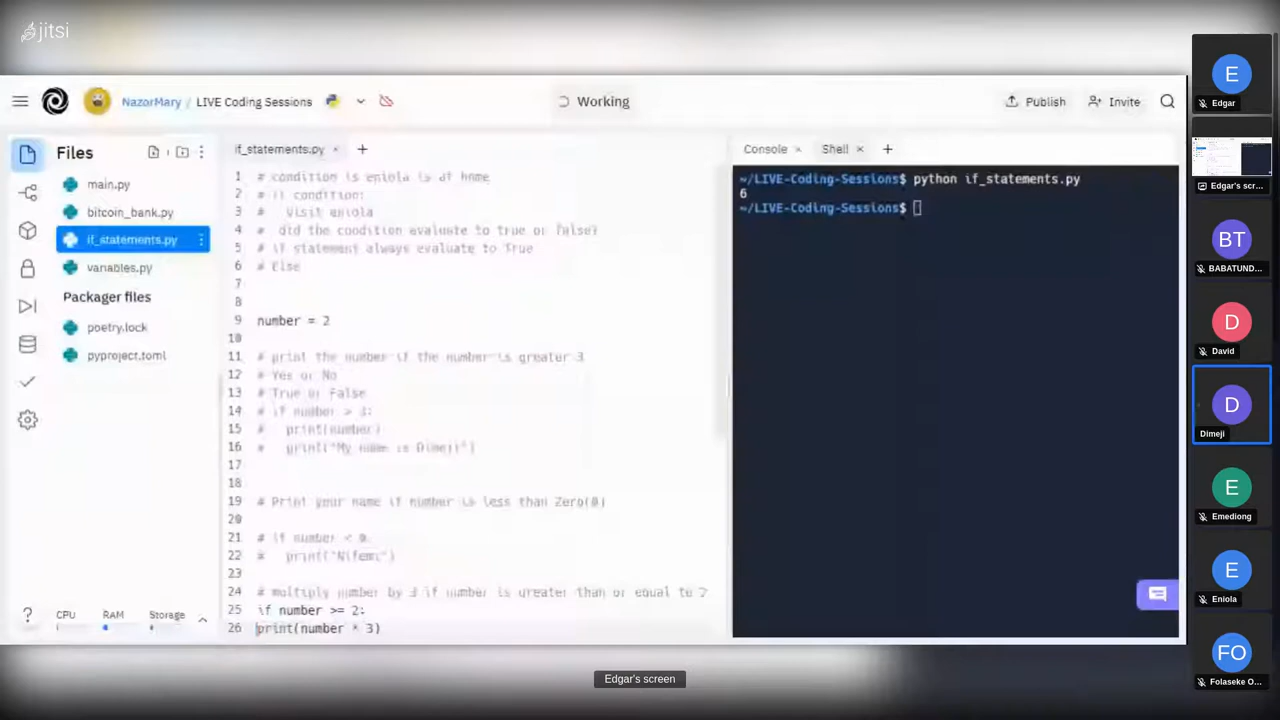 jitsi
NazorMary / LIVE Coding Sessions
Working
Publish
Invite
Files
main.py
bitcoin_bank.py
if_statements.py
variables.py
Packager files
poetry.lock
pyproject.toml
CPU RAM Storage
if_statements.py
1 # condition is eniola is at home
2 # if condition:
3 # Visit eniola
4 # did the condition evaluate to true or false?
5 # if statement always evaluate to True
6 # Else
7
8
9 number = 2
10
11 # print the number if the number is greater 3
12 # Yes or No
13 # True or False
14 # if number > 3:
15 # print(number)
16 # print("My name is Dimeji")
17
18
19 # Print your name if number is less than Zero(0)
20
21 # if number < 0:
22 # print("Nifemi")
23
24 # multiply number by 3 if number is greater than or equal to 2
25 if number >= 2:
26 print(number * 3)
Console
Shell
~/LIVE-Coding-Sessions$ python if_statements.py
6
~/LIVE-Coding-Sessions$
Edgar's screen
E
Edgar
Edgar's scr...
BT
BABATUND...
D
David
D
Dimeji
E
Emediong
E
Eniola
FO
Folaseke O...